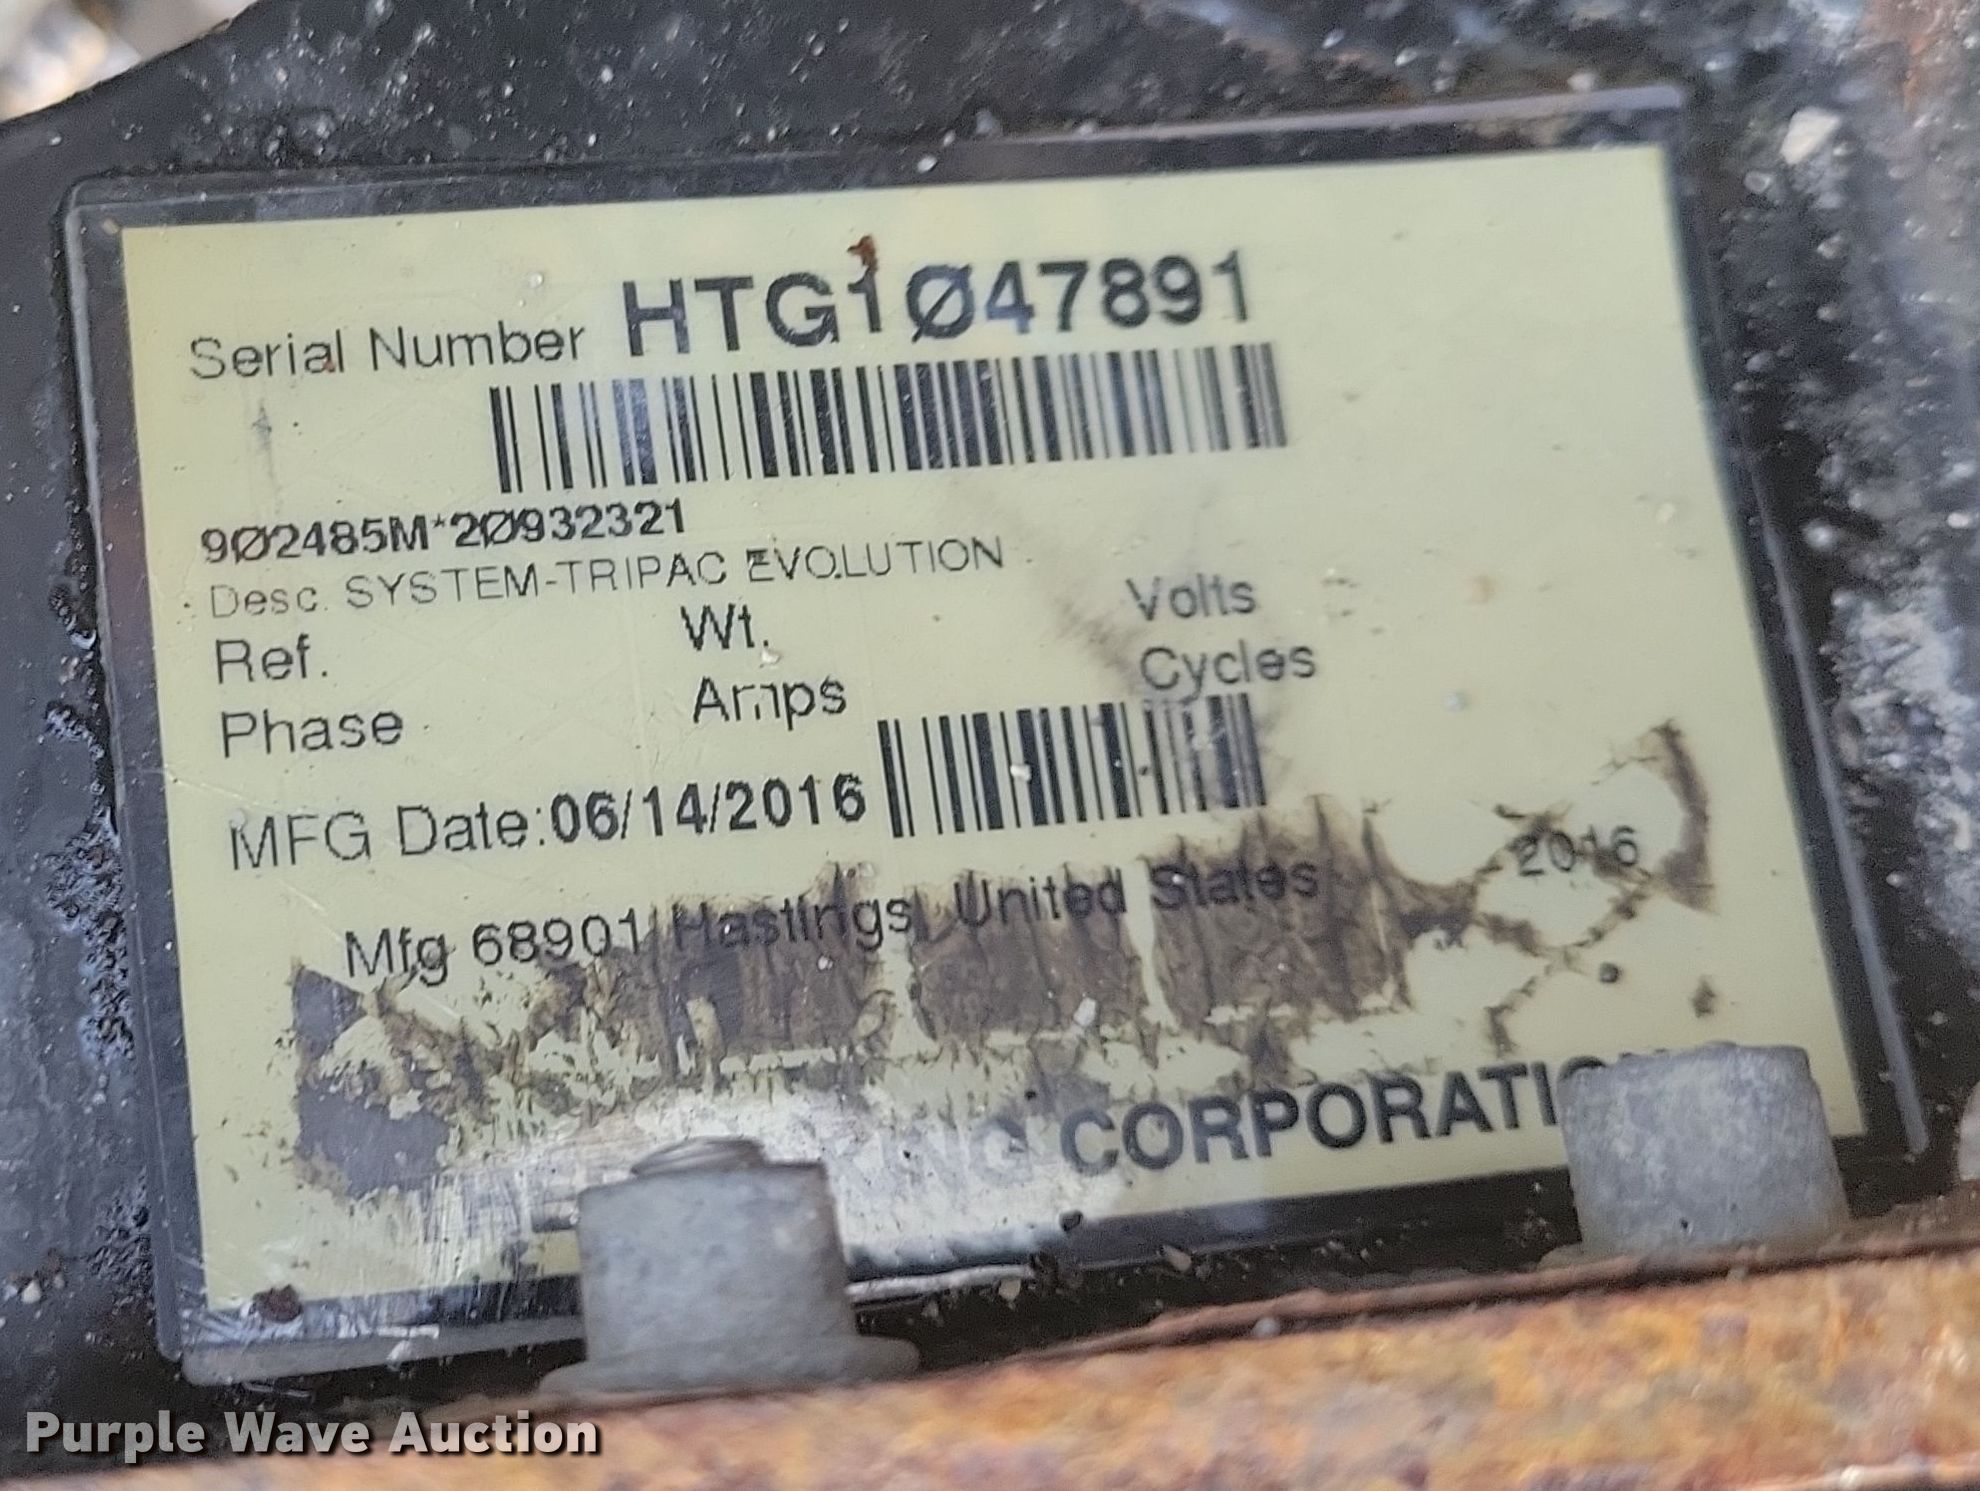 Serial Number HTG1Ø47891
9Ø2485M*2Ø932321
Desc. SYSTEM-TRIPAC EVOLUTION
Ref. Wt. Volts
Phase Amps Cycles
MFG Date:06/14/2016
Mfg 68901 Hastings, United States 2016
CORPORATION
Purple Wave Auction